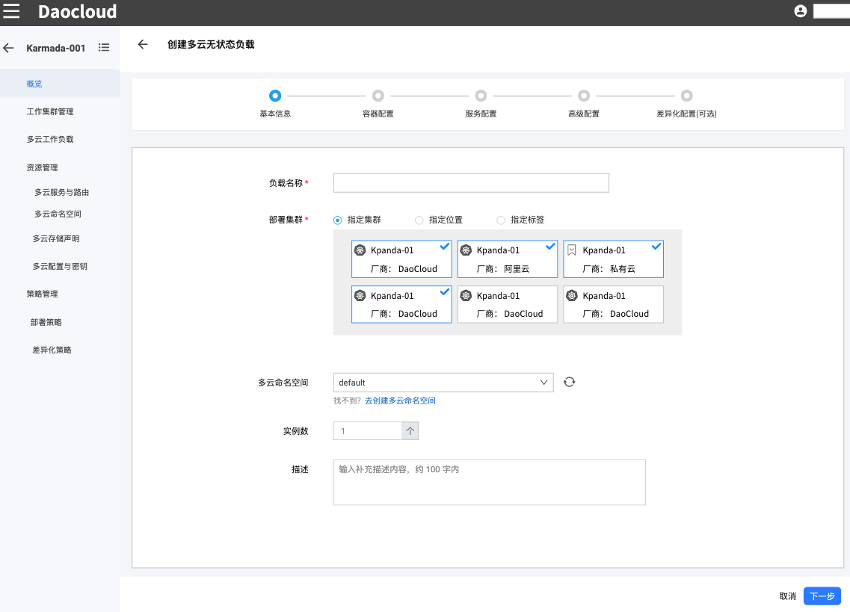 Daocloud
Karmada-001
创建多云无状态负载
概览
工作集群管理
多云工作负载
资源管理
多云服务与路由
多云命名空间
多云存储声明
多云配置与密钥
策略管理
部署策略
差异化策略
基本信息
容器配置
服务配置
高级配置
差异化配置(可选)
负载名称*
部署集群*
指定集群
指定位置
指定标签
Kpanda-01
厂商: DaoCloud
Kpanda-01
厂商: 阿里云
Kpanda-01
厂商: 私有云
Kpanda-01
厂商: DaoCloud
Kpanda-01
厂商: DaoCloud
Kpanda-01
厂商: DaoCloud
多云命名空间
default
找不到? 去创建多云命名空间
实例数
1
描述
输入补充描述内容，约 100 字内
取消
下一步